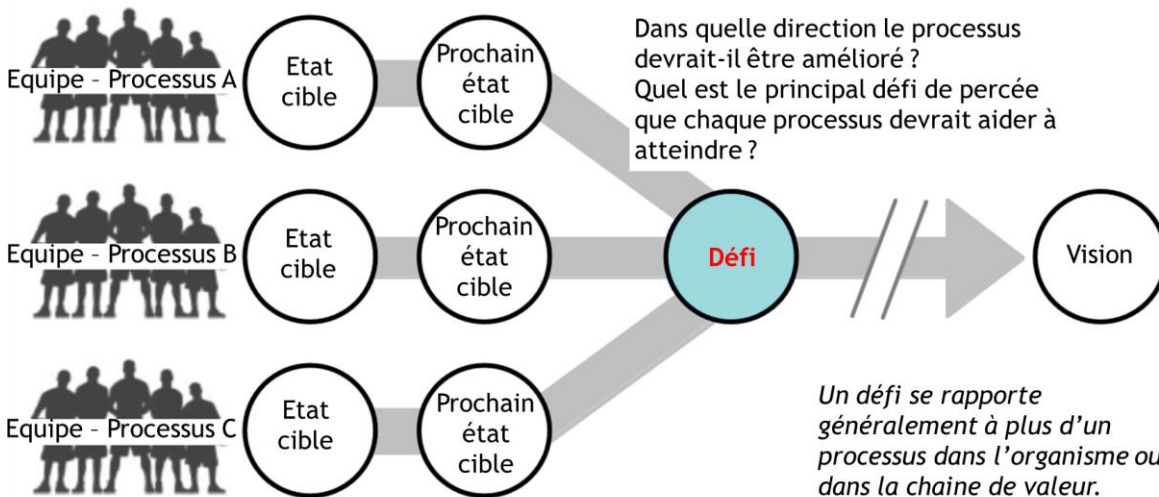 Dans quelle direction le processus
devrait-il être amélioré ?
Quel est le principal défi de percée
que chaque processus devrait aider à
atteindre ?
Equipe – Processus A
Etat
cible
Prochain
état
cible
Equipe – Processus B
Etat
cible
Prochain
état
cible
Défi
Vision
Equipe – Processus C
Etat
cible
Prochain
état
cible
Un défi se rapporte
généralement à plus d’un
processus dans l’organisme ou
dans la chaine de valeur.